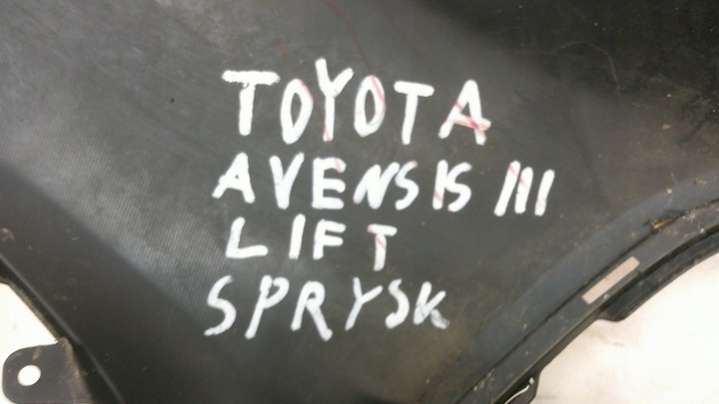 TOYOTA
AVENSIS III
LIFT
SPRYSK